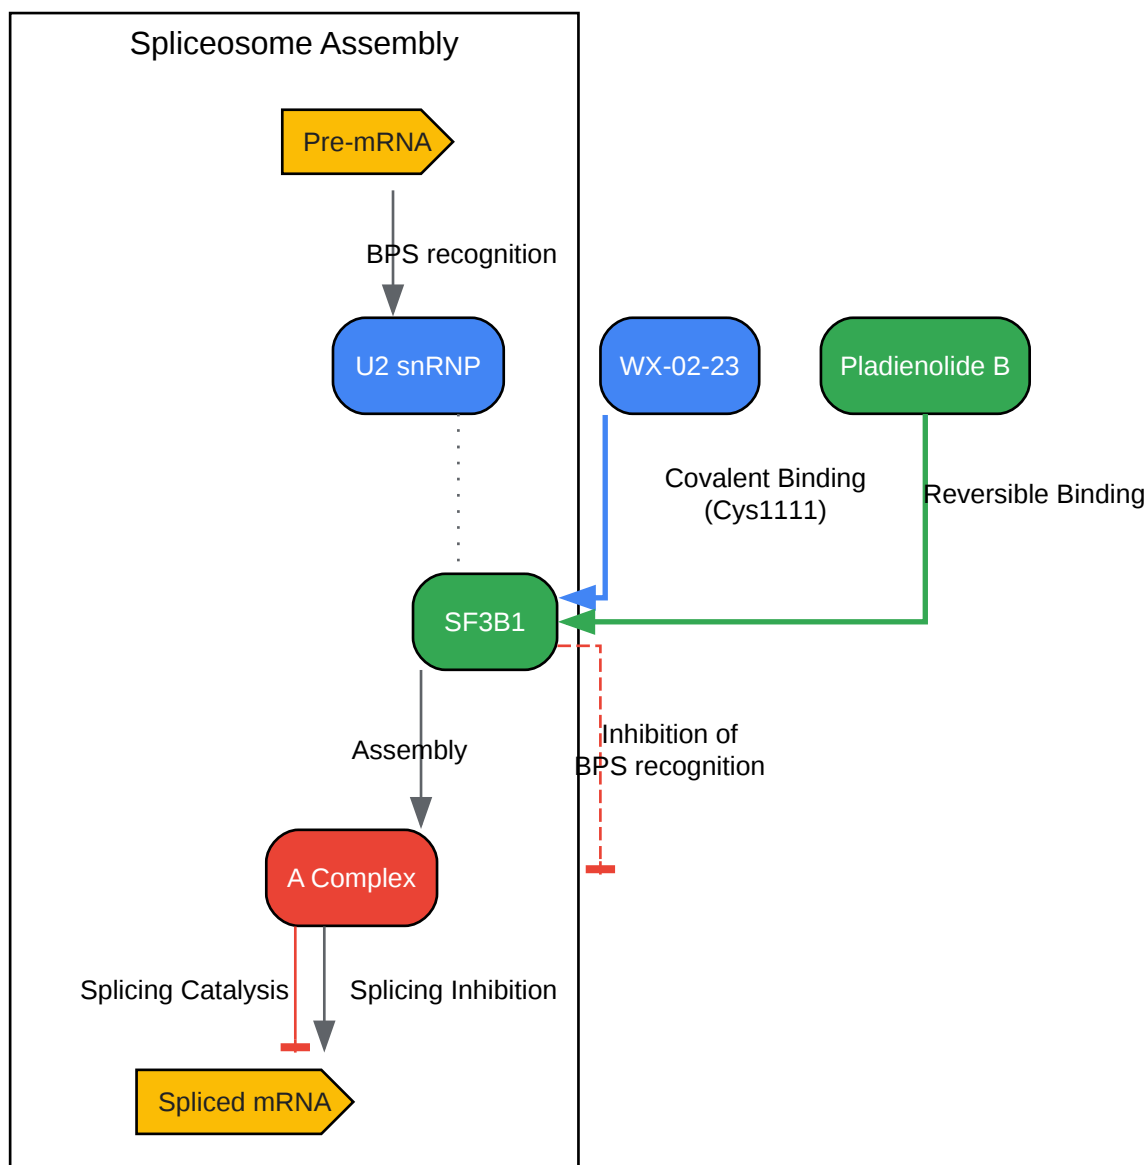 Spliceosome Assembly
Pre-mRNA
BPS recognition
U2 snRNP
WX-02-23
Pladienolide B
Covalent Binding
(Cys1111)
Reversible Binding
SF3B1
Assembly
Inhibition of
BPS recognition
A Complex
Splicing Catalysis
Splicing Inhibition
Spliced mRNA